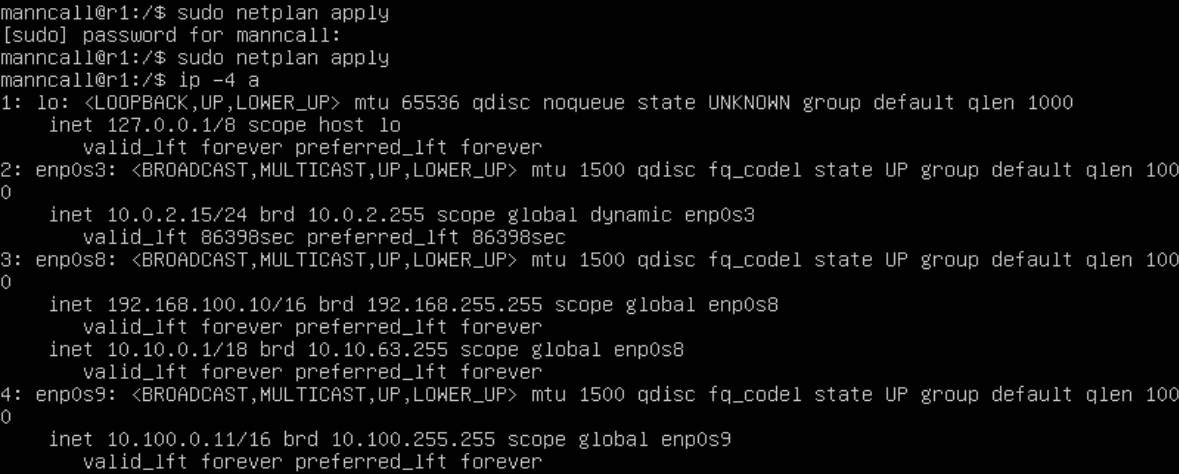 manncall@r1:/$ sudo netplan apply
[sudo] password for manncall:
manncall@r1:/$ sudo netplan apply
manncall@r1:/$ ip -4 a
1: lo: <LOOPBACK,UP,LOWER_UP> mtu 65536 qdisc noqueue state UNKNOWN group default qlen 1000
    inet 127.0.0.1/8 scope host lo
       valid_lft forever preferred_lft forever
2: enp0s3: <BROADCAST,MULTICAST,UP,LOWER_UP> mtu 1500 qdisc fq_codel state UP group default qlen 100
0
    inet 10.0.2.15/24 brd 10.0.2.255 scope global dynamic enp0s3
       valid_lft 86398sec preferred_lft 86398sec
3: enp0s8: <BROADCAST,MULTICAST,UP,LOWER_UP> mtu 1500 qdisc fq_codel state UP group default qlen 100
0
    inet 192.168.100.10/16 brd 192.168.255.255 scope global enp0s8
       valid_lft forever preferred_lft forever
    inet 10.10.0.1/18 brd 10.10.63.255 scope global enp0s8
       valid_lft forever preferred_lft forever
4: enp0s9: <BROADCAST,MULTICAST,UP,LOWER_UP> mtu 1500 qdisc fq_codel state UP group default qlen 100
0
    inet 10.100.0.11/16 brd 10.100.255.255 scope global enp0s9
       valid_lft forever preferred_lft forever